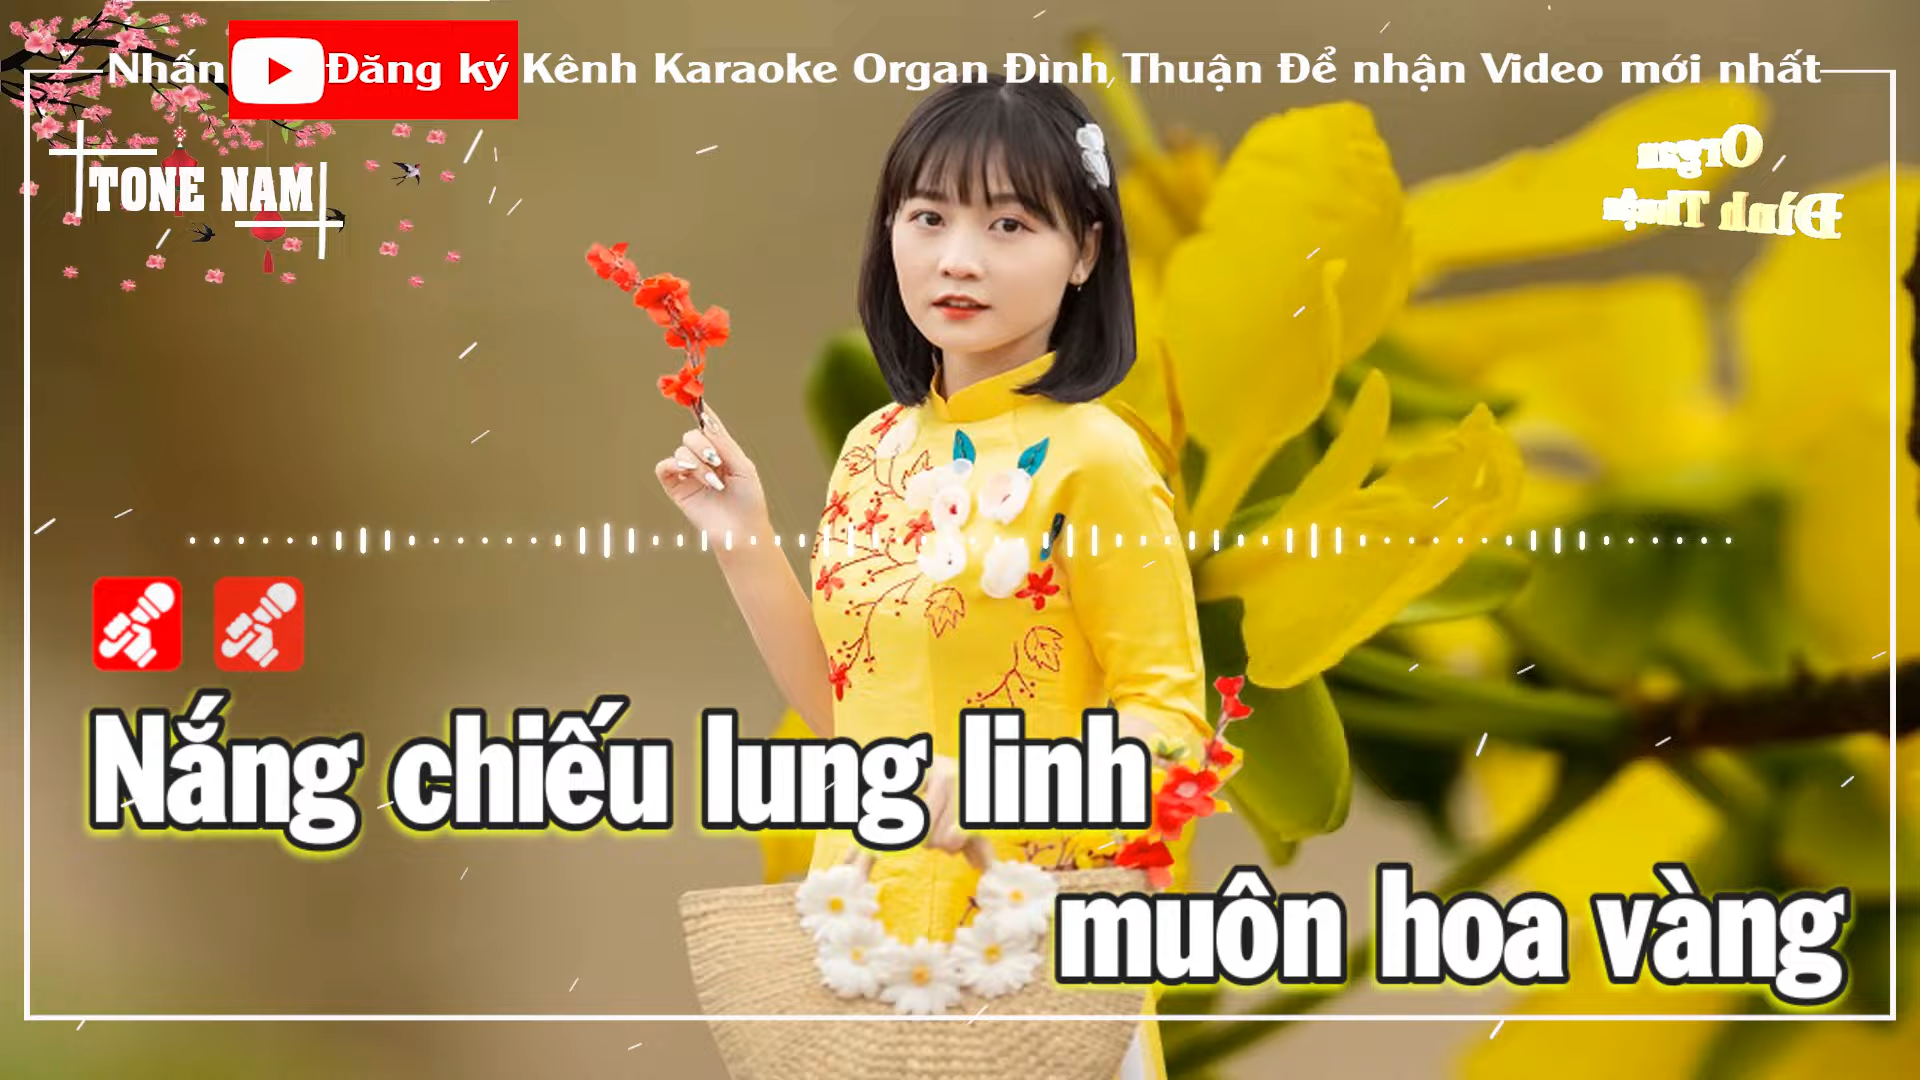 Nhấn Đăng ký Kênh Karaoke Organ Đình Thuận Để nhận Video mới nhất
TONE NAM
Organ
Đình Thuận
Nắng chiếu lung linh
muôn hoa vàng